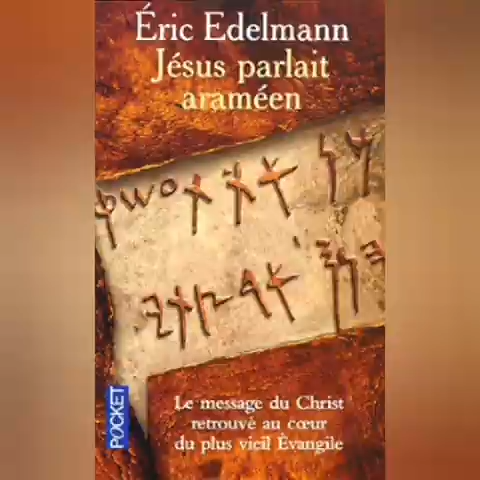 Éric Edelmann
Jésus parlait
araméen
Le message du Christ
retrouvé au cœur
du plus vieil Évangile
POCKET